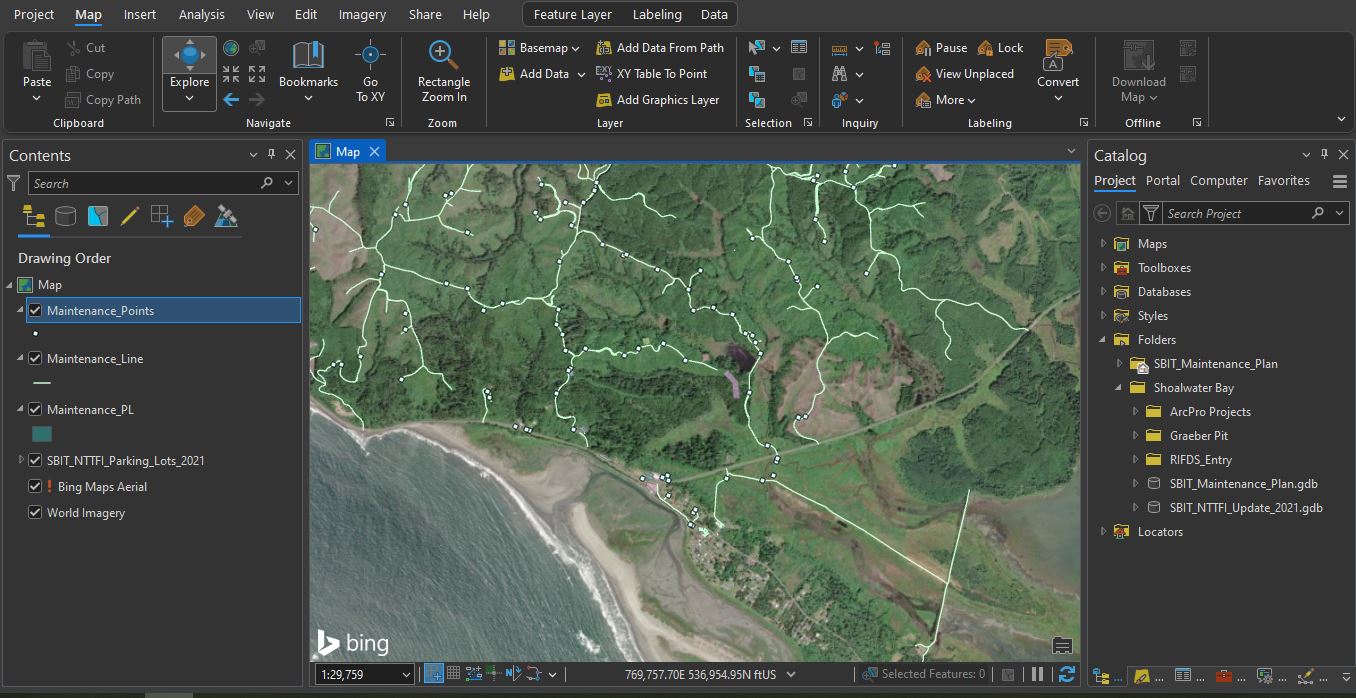 Project Map Insert Analysis View Edit Imagery Share Help Feature Layer Labeling Data
Cut
Copy
Copy Path
Paste
Clipboard
Explore
Bookmarks
Go
To XY
Navigate
Rectangle
Zoom In
Zoom
Basemap
Add Data
Add Data From Path
XY Table To Point
Add Graphics Layer
Layer
Selection
Inquiry
Pause
Lock
View Unplaced
More
Convert
Labeling
Download
Map
Offline
Contents
Search
Drawing Order
Map
Maintenance_Points
Maintenance_Line
Maintenance_PL
SBIT_NTTFI_Parking_Lots_2021
! Bing Maps Aerial
World Imagery
Map
bing
1:29,759
769,757.70E 536,954.95N ftUS
Selected Features: 0
Catalog
Project Portal Computer Favorites
Search Project
Maps
Toolboxes
Databases
Styles
Folders
SBIT_Maintenance_Plan
Shoalwater Bay
ArcPro Projects
Graeber Pit
RIFDS_Entry
SBIT_Maintenance_Plan.gdb
SBIT_NTTFI_Update_2021.gdb
Locators